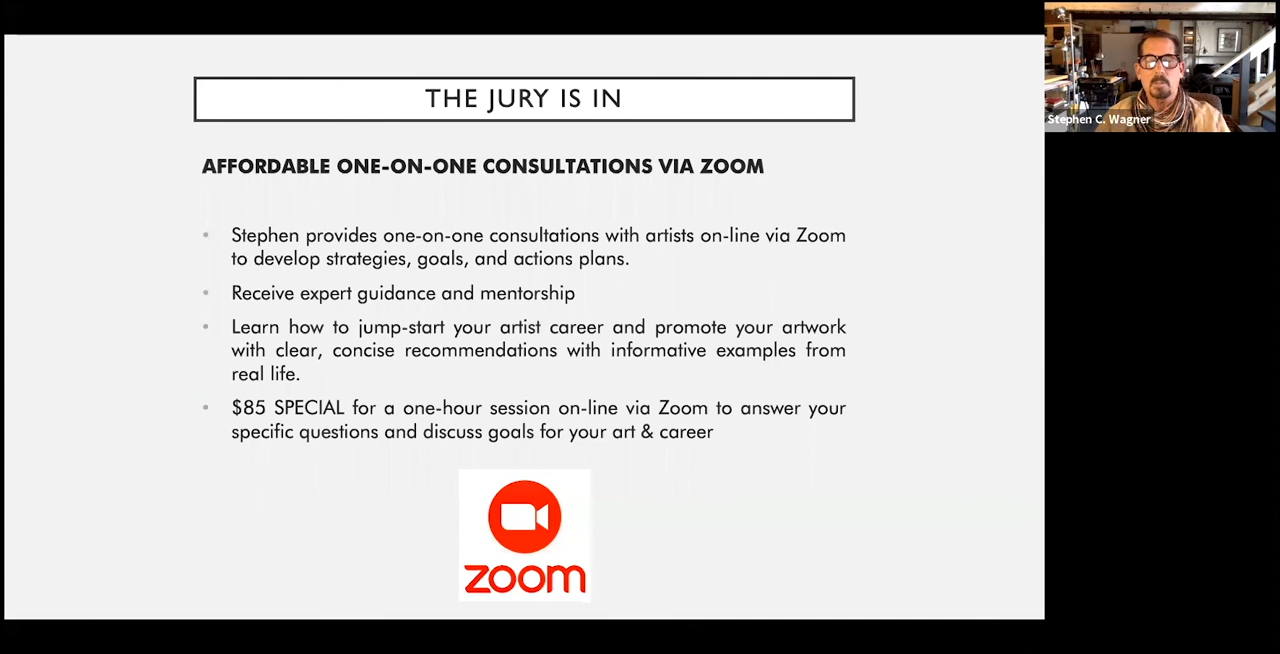 THE JURY IS IN
AFFORDABLE ONE-ON-ONE CONSULTATIONS VIA ZOOM
Stephen provides one-on-one consultations with artists on-line via Zoom
to develop strategies, goals, and actions plans.
Receive expert guidance and mentorship
Learn how to jump-start your artist career and promote your artwork
with clear, concise recommendations with informative examples from
real life.
$85 SPECIAL for a one-hour session on-line via Zoom to answer your
specific questions and discuss goals for your art & career
zoom
Stephen C. Wagner